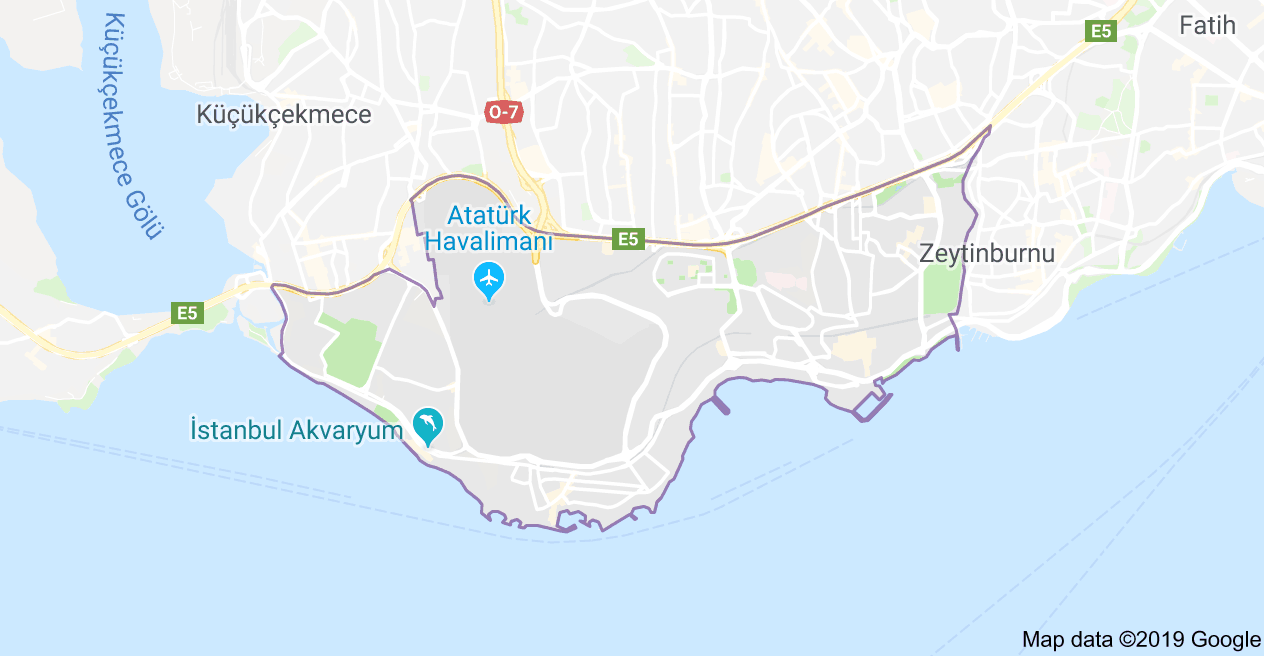 Fatih
E5
Küçükçekmece Gölü
Küçükçekmece
O-7
Atatürk
Havalimanı
E5
Zeytinburnu
E5
İstanbul Akvaryum
Map data ©2019 Google